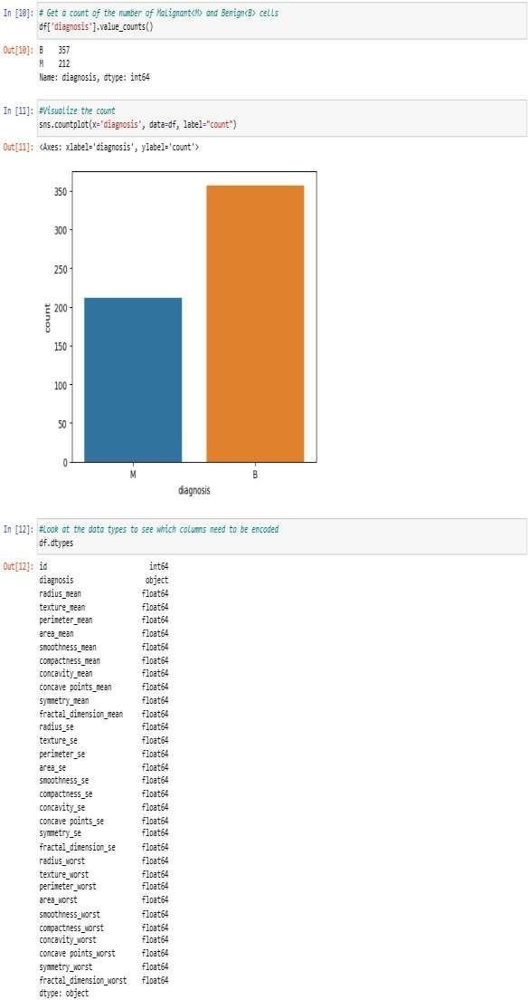 In [10]: # Get a count of the number of Malignant<M> and Benign<B> cells
df['diagnosis'].value_counts()
Out[10]: B    357
M    212
Name: diagnosis, dtype: int64
In [11]: #Visualize the count
sns.countplot(x='diagnosis', data=df, label="count")
Out[11]: <Axes: xlabel='diagnosis', ylabel='count'>
350
300
250
200
150
100
50
0
count
M B
diagnosis
In [12]: #Look at the data types to see which columns need to be encoded
df.dtypes
Out[12]: id int64
diagnosis object
radius_mean float64
texture_mean float64
perimeter_mean float64
area_mean float64
smoothness_mean float64
compactness_mean float64
concavity_mean float64
concave points_mean float64
symmetry_mean float64
fractal_dimension_mean float64
radius_se float64
texture_se float64
perimeter_se float64
area_se float64
smoothness_se float64
compactness_se float64
concavity_se float64
concave points_se float64
symmetry_se float64
fractal_dimension_se float64
radius_worst float64
texture_worst float64
perimeter_worst float64
area_worst float64
smoothness_worst float64
compactness_worst float64
concavity_worst float64
concave points_worst float64
symmetry_worst float64
fractal_dimension_worst float64
dtype: object